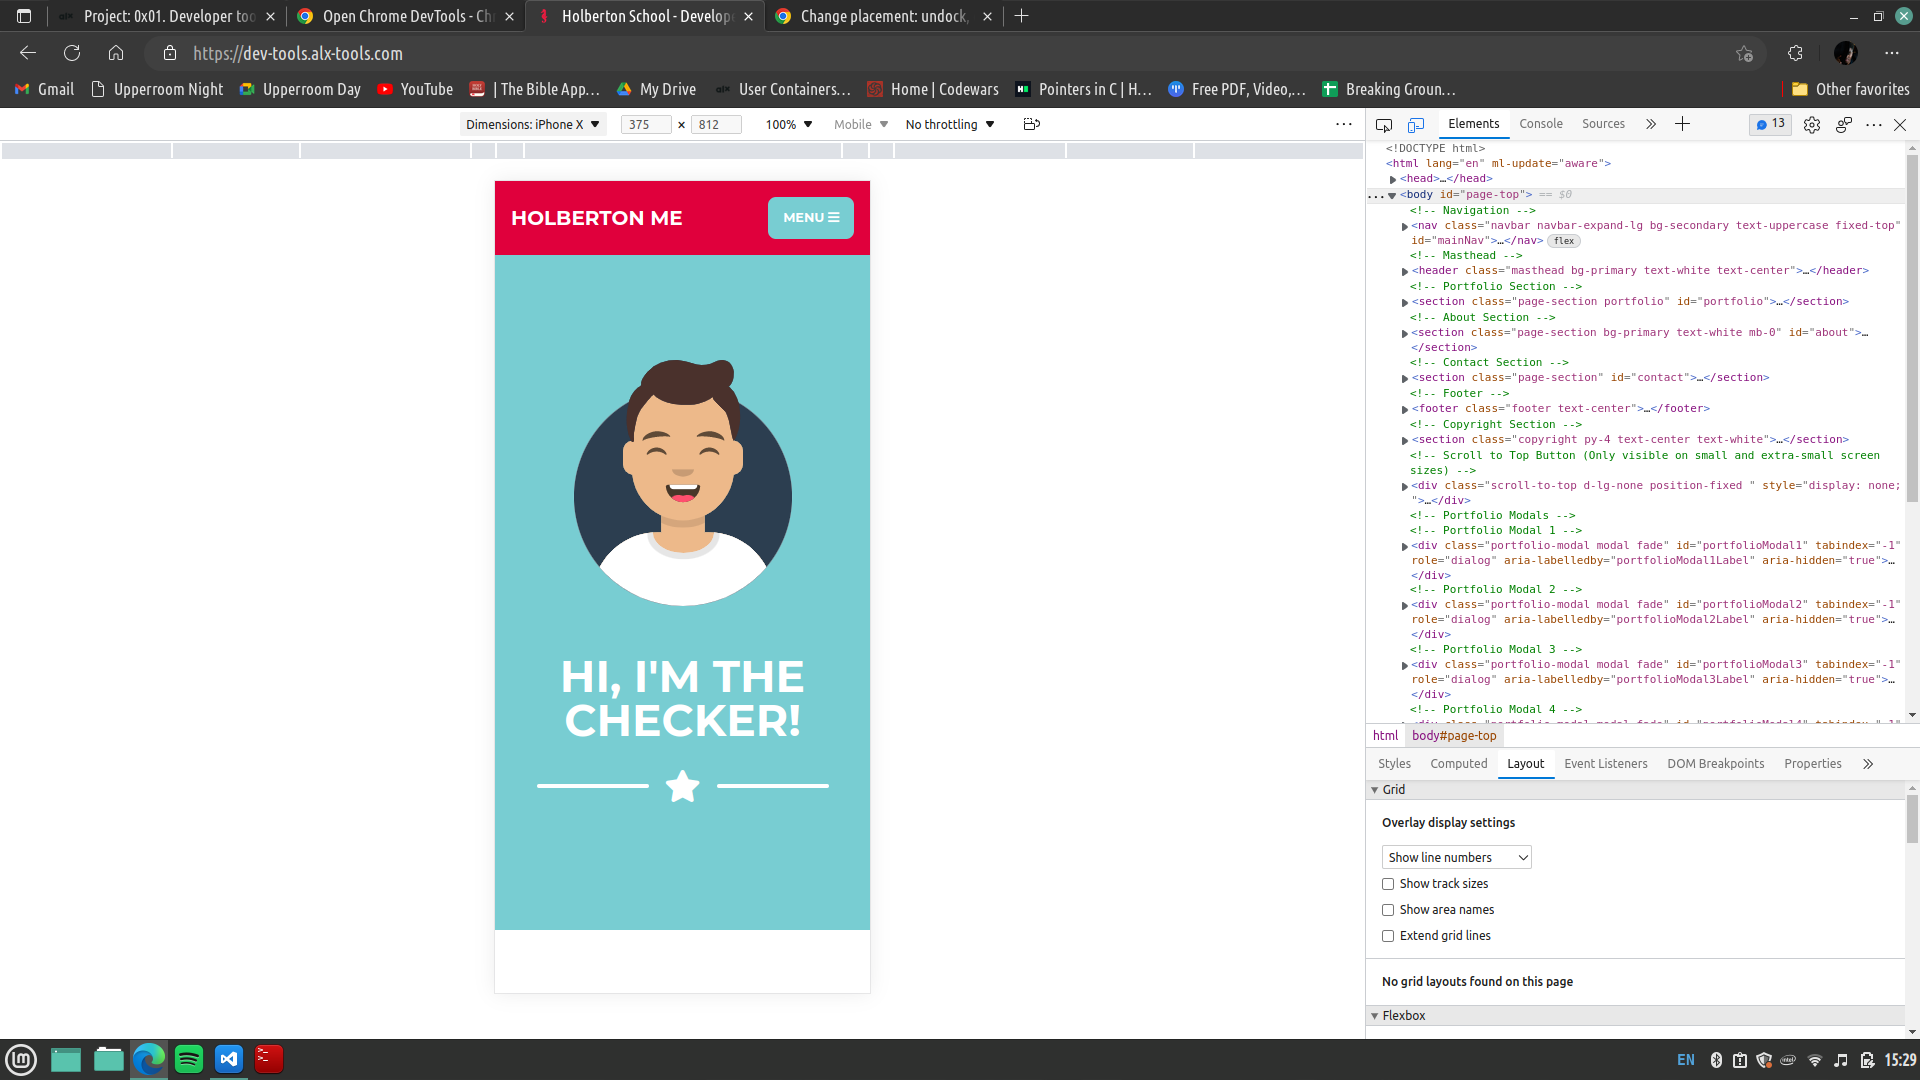 Project: 0x01. Developer too
Open Chrome DevTools - Chr
Holberton School - Develope
Change placement: undock,
https://dev-tools.alx-tools.com
Gmail
Upperroom Night
Upperroom Day
YouTube
| The Bible App...
My Drive
alx User Containers...
Home | Codewars
Pointers in C | H...
Free PDF, Video,...
Breaking Groun...
Other favorites
Dimensions: iPhone X
375 × 812
100%
Mobile
No throttling
Elements
Console
Sources
13
HOLBERTON ME
MENU
HI, I'M THE
CHECKER!
<!DOCTYPE html>
<html lang="en" ml-update="aware">
<head>…</head>
<body id="page-top"> == $0
<!-- Navigation -->
<nav class="navbar navbar-expand-lg bg-secondary text-uppercase fixed-top"
id="mainNav">…</nav> flex
<!-- Masthead -->
<header class="masthead bg-primary text-white text-center">…</header>
<!-- Portfolio Section -->
<section class="page-section portfolio" id="portfolio">…</section>
<!-- About Section -->
<section class="page-section bg-primary text-white mb-0" id="about">…
</section>
<!-- Contact Section -->
<section class="page-section" id="contact">…</section>
<!-- Footer -->
<footer class="footer text-center">…</footer>
<!-- Copyright Section -->
<section class="copyright py-4 text-center text-white">…</section>
<!-- Scroll to Top Button (Only visible on small and extra-small screen
sizes) -->
<div class="scroll-to-top d-lg-none position-fixed " style="display: none;
">…</div>
<!-- Portfolio Modals -->
<!-- Portfolio Modal 1 -->
<div class="portfolio-modal modal fade" id="portfolioModal1" tabindex="-1"
role="dialog" aria-labelledby="portfolioModal1Label" aria-hidden="true">…
</div>
<!-- Portfolio Modal 2 -->
<div class="portfolio-modal modal fade" id="portfolioModal2" tabindex="-1"
role="dialog" aria-labelledby="portfolioModal2Label" aria-hidden="true">…
</div>
<!-- Portfolio Modal 3 -->
<div class="portfolio-modal modal fade" id="portfolioModal3" tabindex="-1"
role="dialog" aria-labelledby="portfolioModal3Label" aria-hidden="true">…
</div>
<!-- Portfolio Modal 4 -->
html
body#page-top
Styles
Computed
Layout
Event Listeners
DOM Breakpoints
Properties
Grid
Overlay display settings
Show line numbers
Show track sizes
Show area names
Extend grid lines
No grid layouts found on this page
Flexbox
EN
15:29